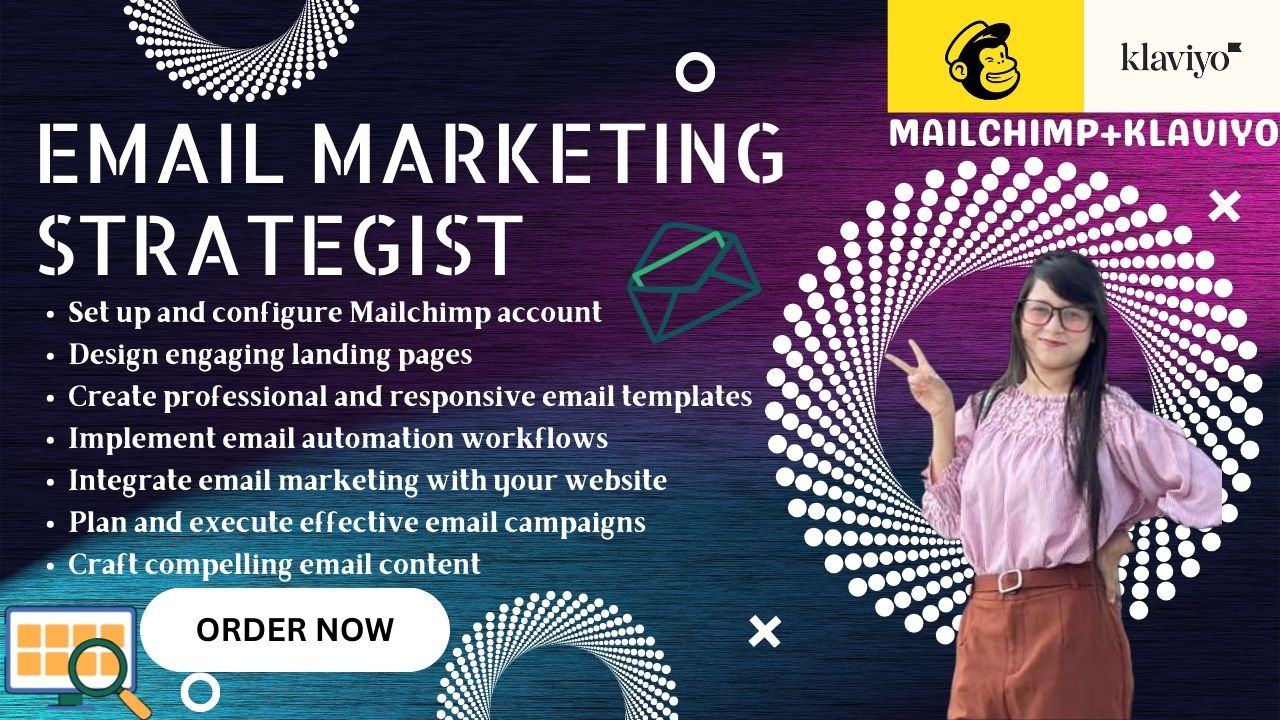 klaviyo
MAILCHIMP+KLAVIYO
EMAIL MARKETING
STRATEGIST
• Set up and configure Mailchimp account
• Design engaging landing pages
• Create professional and responsive email templates
• Implement email automation workflows
• Integrate email marketing with your website
• Plan and execute effective email campaigns
• Craft compelling email content
ORDER NOW